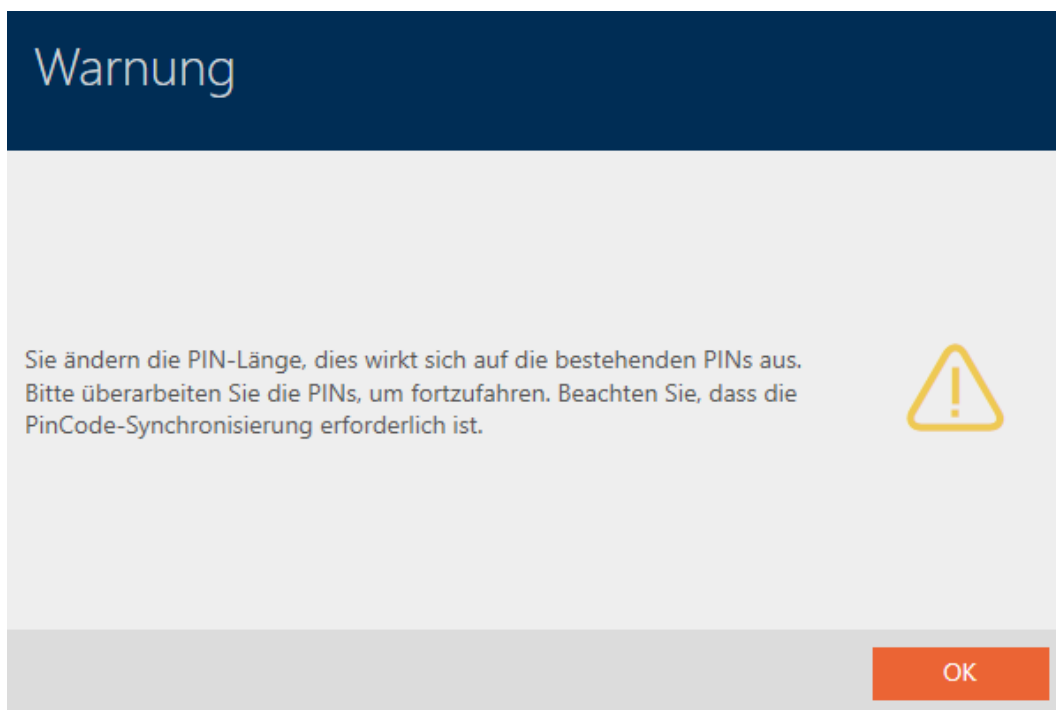 Warnung
Sie ändern die PIN-Länge, dies wirkt sich auf die bestehenden PINs aus.
Bitte überarbeiten Sie die PINs, um fortzufahren. Beachten Sie, dass die
PinCode-Synchronisierung erforderlich ist.
OK